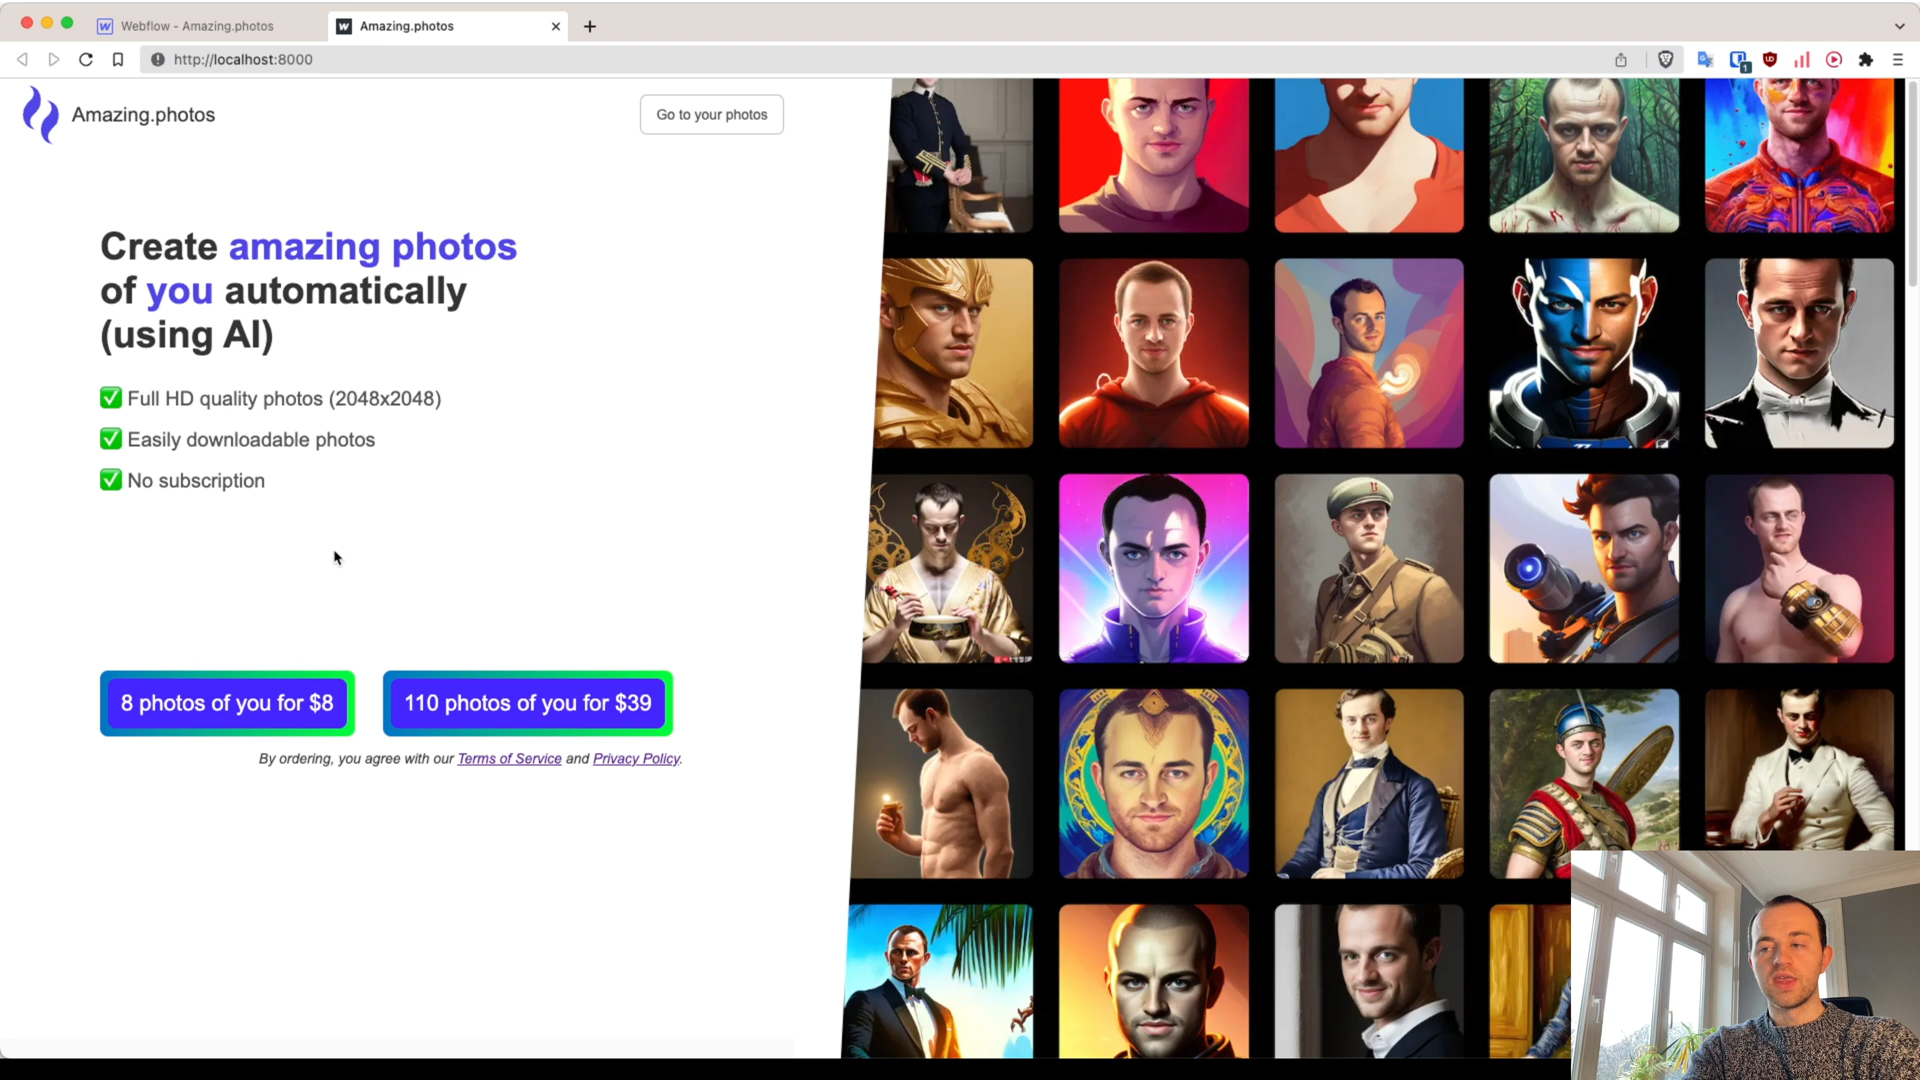 Webflow - Amazing.photos
Amazing.photos
http://localhost:8000
Amazing.photos
Go to your photos
Create amazing photos
of you automatically
(using AI)
✅ Full HD quality photos (2048x2048)
✅ Easily downloadable photos
✅ No subscription
8 photos of you for $8
110 photos of you for $39
By ordering, you agree with our Terms of Service and Privacy Policy.